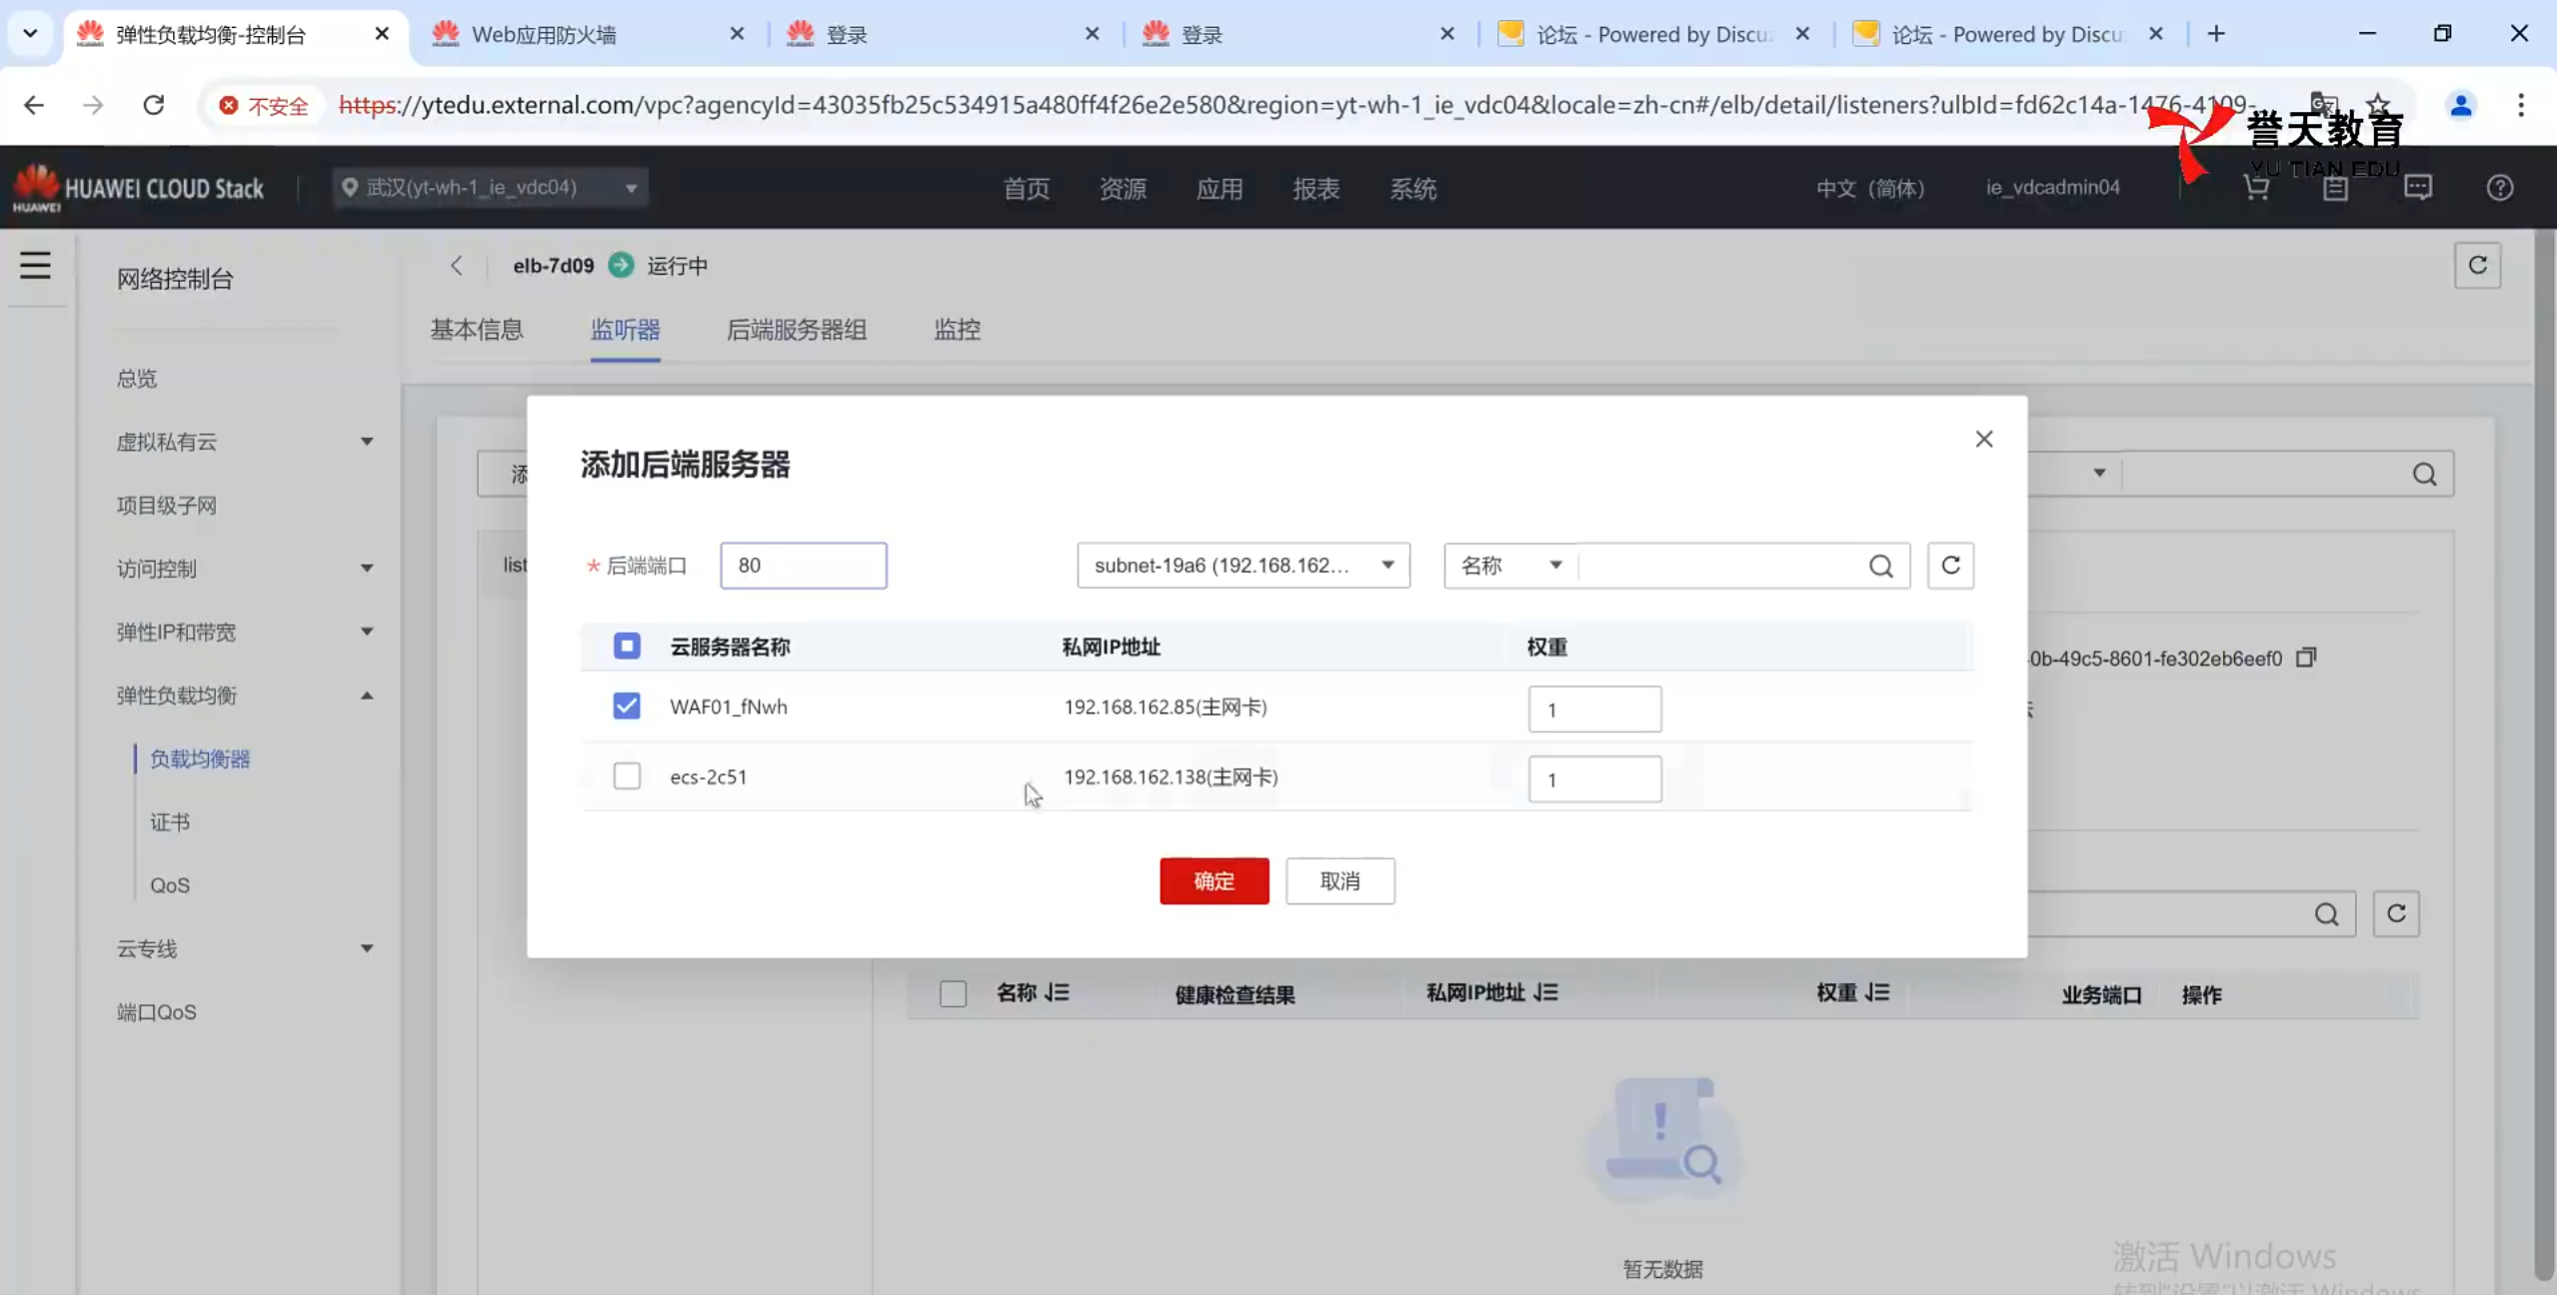 弹性负载均衡-控制台
Web应用防火墙
登录
登录
论坛 - Powered by Discu
论坛 - Powered by Discu
不安全
https://ytedu.external.com/vpc?agencyId=43035fb25c534915a480ff4f26e2e580&region=yt-wh-1_ie_vdc04&locale=zh-cn#/elb/detail/listeners?ulbId=fd62c14a-1476-4109-
誉天教育
YU TIAN EDU
HUAWEI
HUAWEI CLOUD Stack
武汉(yt-wh-1_ie_vdc04)
首页
资源
应用
报表
系统
中文（简体）
ie_vdcadmin04
网络控制台
总览
虚拟私有云
项目级子网
访问控制
弹性IP和带宽
弹性负载均衡
负载均衡器
证书
QoS
云专线
端口QoS
elb-7d09
运行中
基本信息
监听器
后端服务器组
监控
添
list
添加后端服务器
* 后端端口
80
subnet-19a6 (192.168.162...
名称
云服务器名称
私网IP地址
权重
WAF01_fNwh
192.168.162.85(主网卡)
1
ecs-2c51
192.168.162.138(主网卡)
1
确定
取消
0b-49c5-8601-fe302eb6eef0
名称
健康检查结果
私网IP地址
权重
业务端口
操作
暂无数据
激活 Windows
转到"设置"以激活 Windows